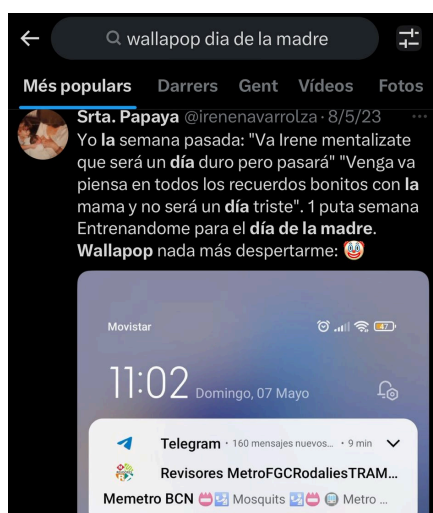 wallapop dia de la madre
Més populars Darrers Gent Vídeos Fotos
Srta. Papaya @irenenavarrolza · 8/5/23 ...
Yo la semana pasada: "Va Irene mentalizate
que será un día duro pero pasará" "Venga va
piensa en todos los recuerdos bonitos con la
mama y no será un día triste". 1 puta semana
Entrenandome para el día de la madre.
Wallapop nada más despertarme: 🤡
Movistar 47
11:02 Domingo, 07 Mayo
Telegram · 160 mensajes nuevos... · 9 min
Revisores MetroFGCRodaliesTRAM...
Memetro BCN 📛🛂 Mosquits 🛂📛 Ⓜ️ Metro ...